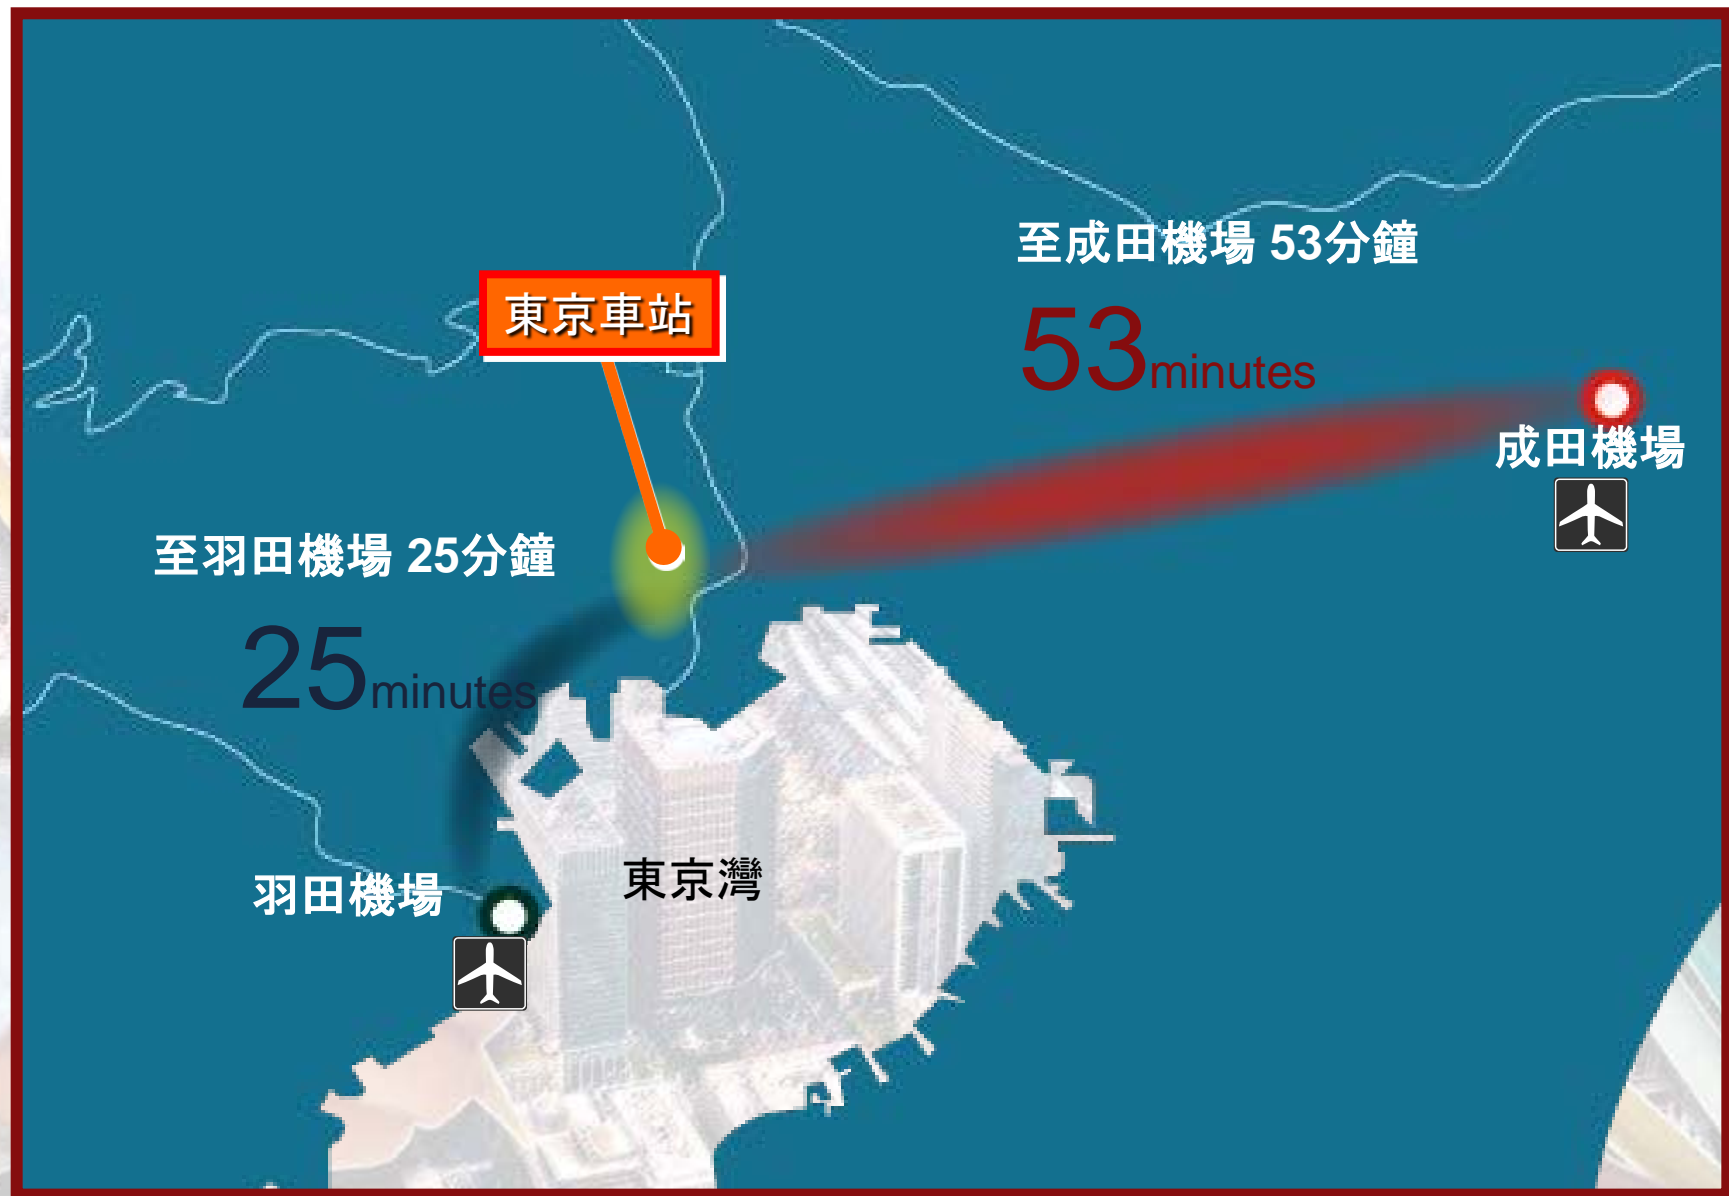 至成田機場 53分鐘
東京車站
53minutes
成田機場
至羽田機場 25分鐘
25minutes
東京灣
羽田機場